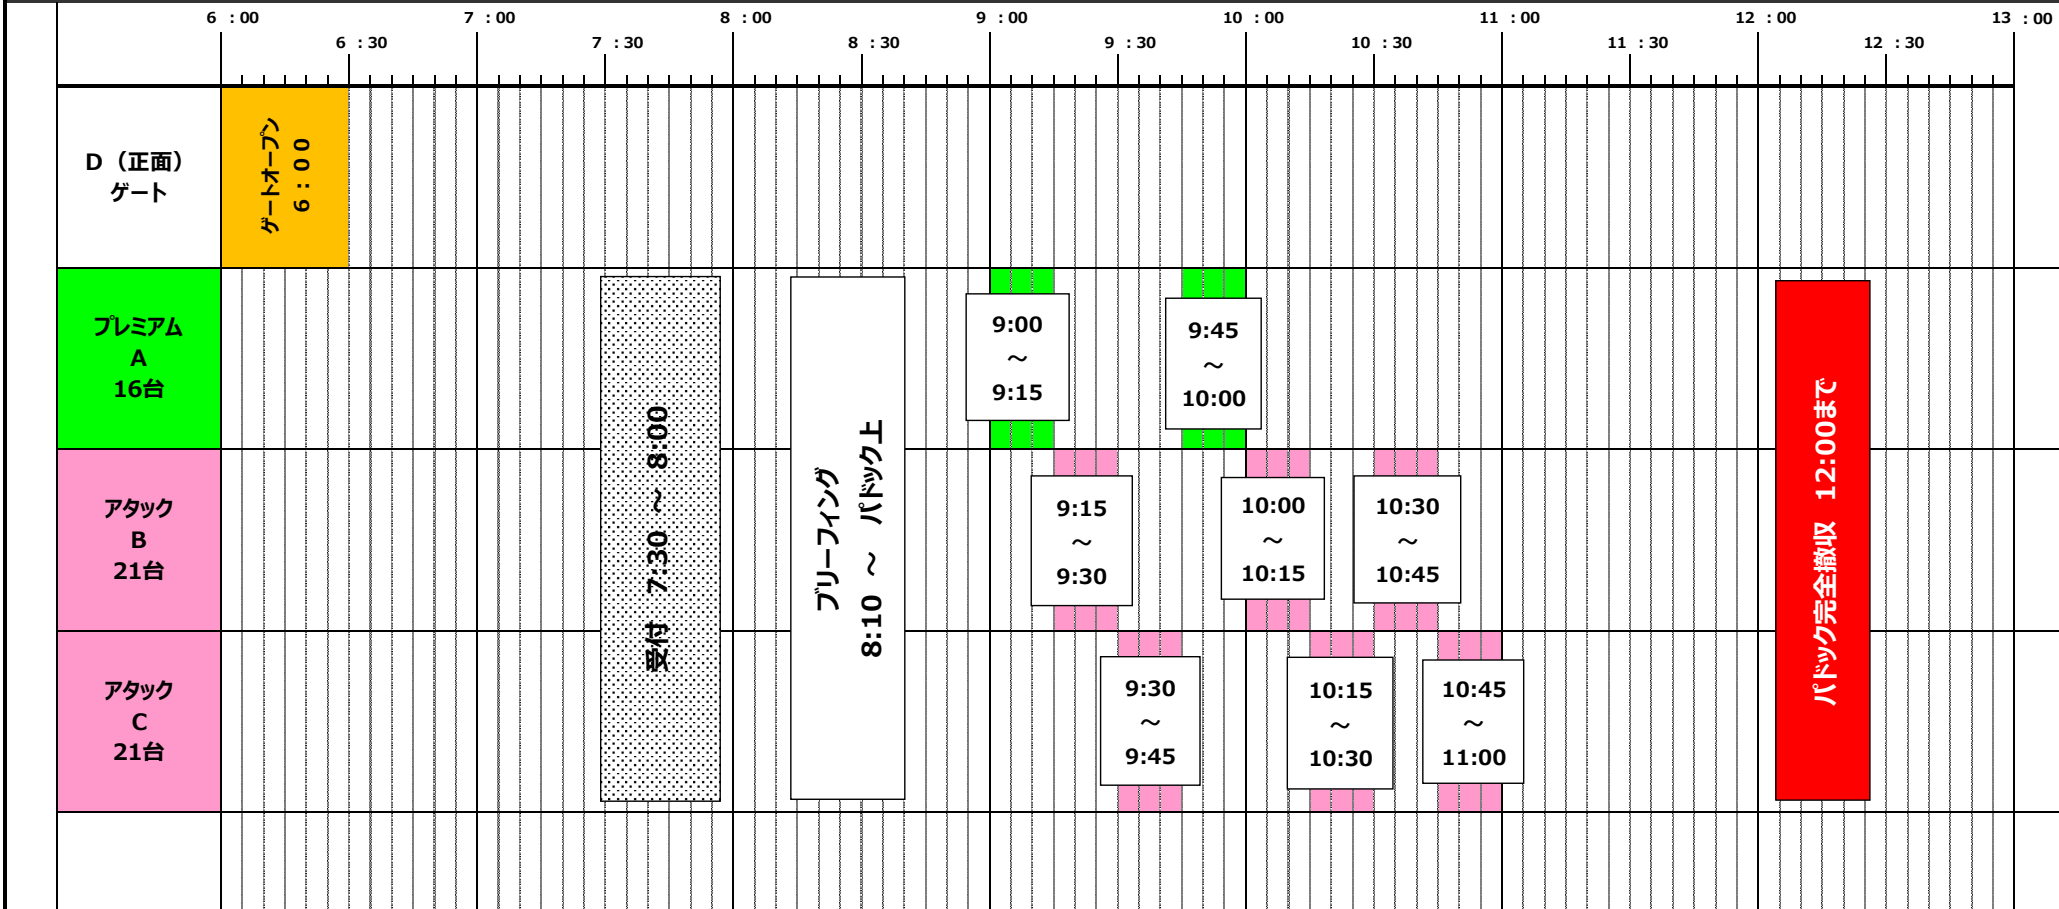 6 :00
7 :00
8 :00
9 :00
10 :00
11 :00
12 :00
13 :00
6 :30
7 :30
8 :30
9 :30
10 :30
11 :30
12 :30
D（正面）
ゲート
ゲートオープン
6：00
プレミアム
A
16台
アタック
B
21台
アタック
C
21台
受付　7:30 ～ 8:00
ブリーフィング
8:10 ～ パドック上
9:00
～
9:15
9:45
～
10:00
9:15
～
9:30
10:00
～
10:15
10:30
～
10:45
9:30
～
9:45
10:15
～
10:30
10:45
～
11:00
パドック完全撤収　12:00まで